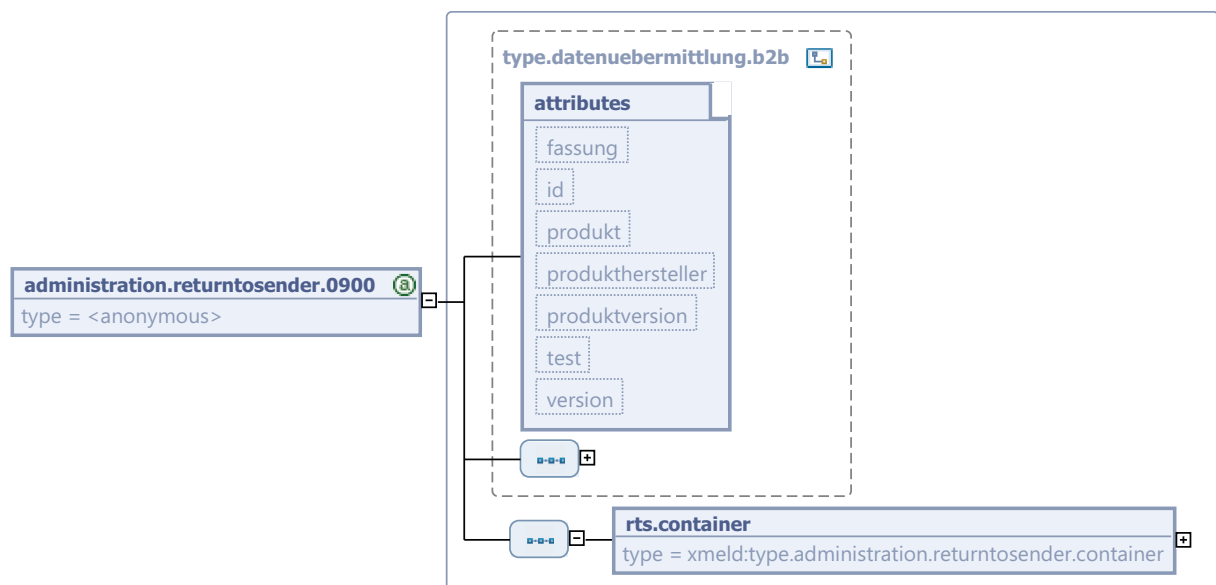 type.datenuebermittlung.b2b
attributes
fassung
id
produkt
produkthersteller
produktversion
test
version
administration.returntosender.0900 a
type = <anonymous>
rts.container
type = xmeld:type.administration.returntosender.container